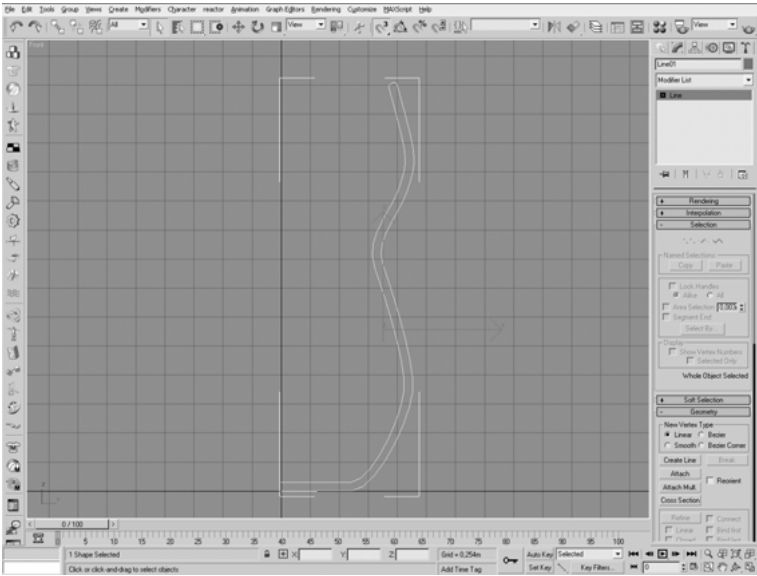 File Edit Tools Group Views Create Modifiers Character reactor Animation Graph Editors Rendering Customize MAXScript Help
All
View
View
Front
Line01
Modifier List
Line
Rendering
Interpolation
Selection
Named Selections:
Copy Paste
Lock Handles
Alike All
Area Selection
Segment End
Select By...
Display
Show Vertex Numbers
Selected Only
Whole Object Selected
Soft Selection
Geometry
New Vertex Type
Linear Bezier
Smooth Bezier Corner
Create Line Break
Attach
Reorient
Attach Mult.
Cross Section
Refine Connect
Linear Bind first
Closed Bind last
0 / 100
0 5 10 15 20 25 30 35 40 45 50 55 60 65 70 75 80 85 90 95 100
1 Shape Selected X: Y: Z: Grid = 0,254m Auto Key Selected
Click or click-and-drag to select objects Add Time Tag Set Key Key Filters... 0